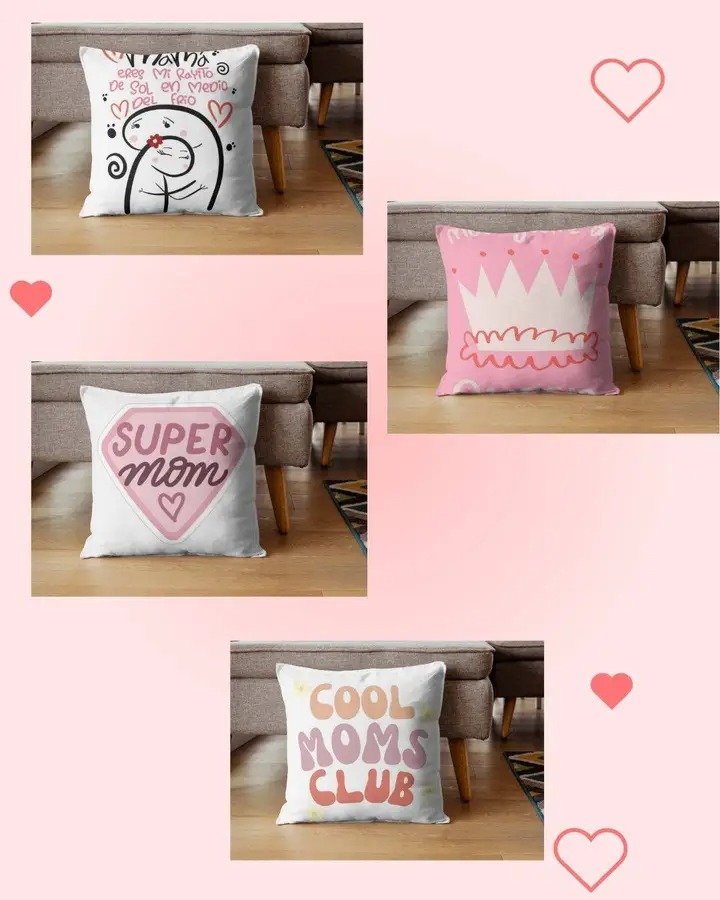 Mamá
eres mi rayito
de sol en medio
del frío
SUPER
mom
COOL
MOMS
CLUB